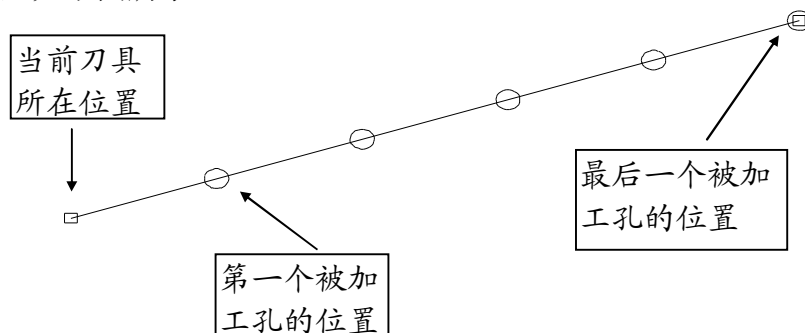 当前刀具
所在位置
最后一个被加
工孔的位置
第一个被加
工孔的位置